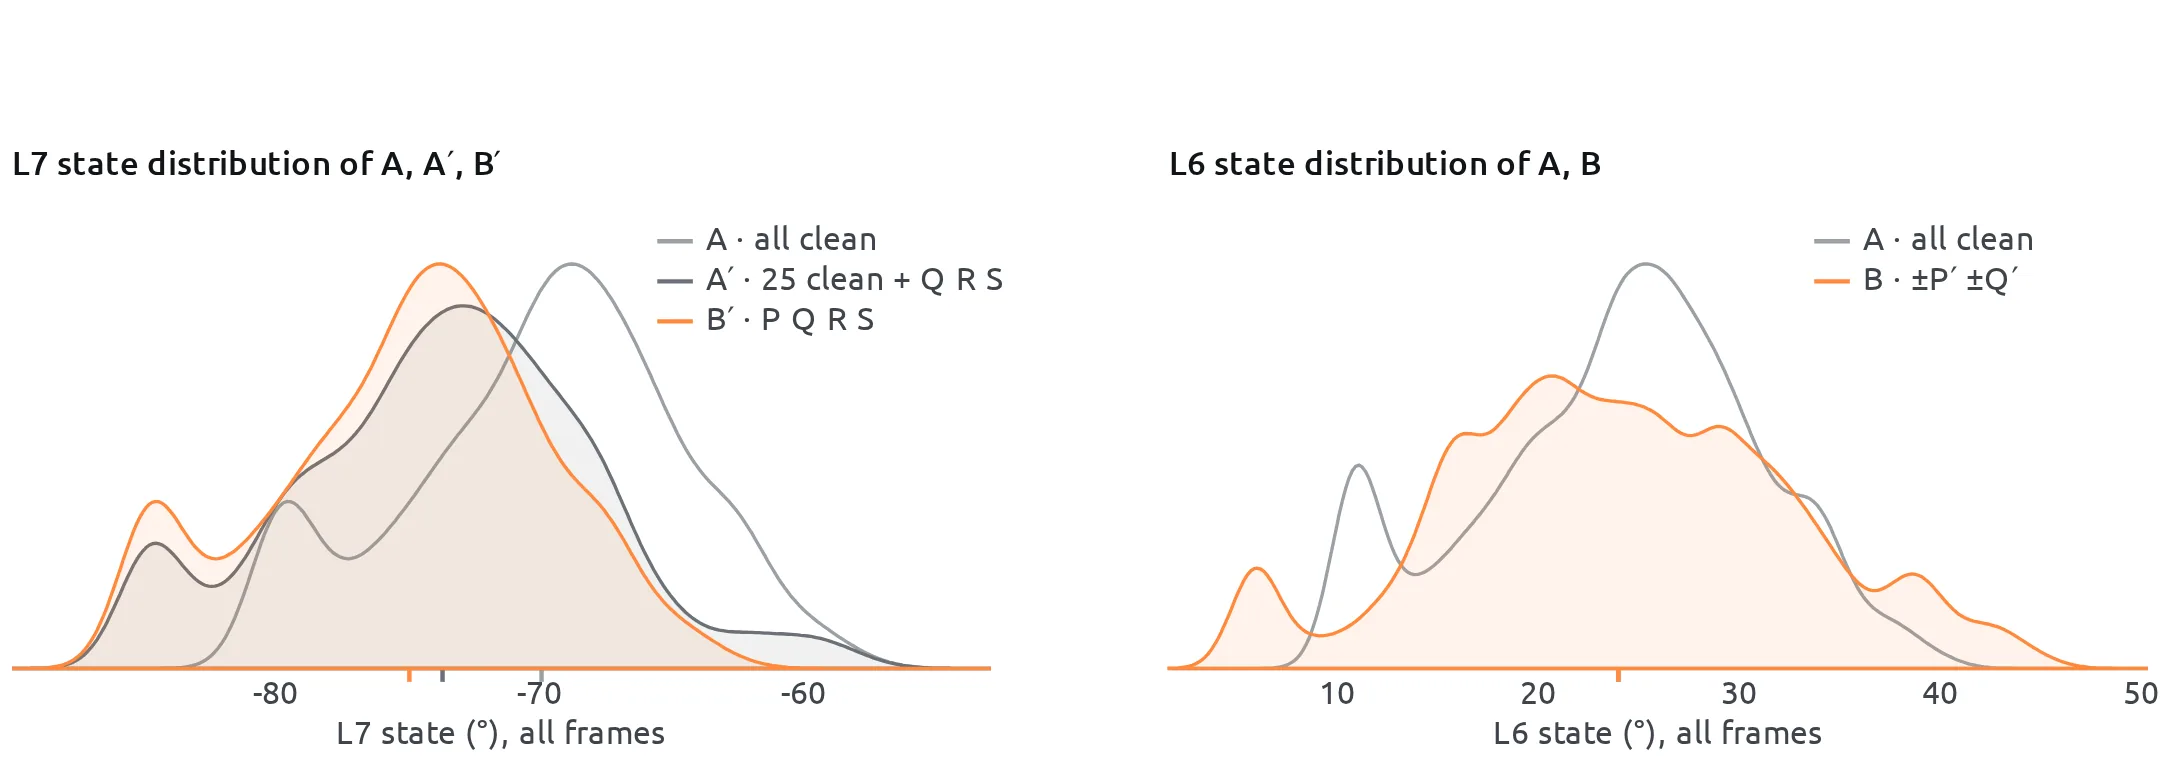 L7 state distribution of A, A′, B′
A · all clean
A′ · 25 clean + Q R S
B′ · P Q R S
-80 -70 -60
L7 state (°), all frames
L6 state distribution of A, B
A · all clean
B · ±P′ ±Q′
10 20 30 40 50
L6 state (°), all frames